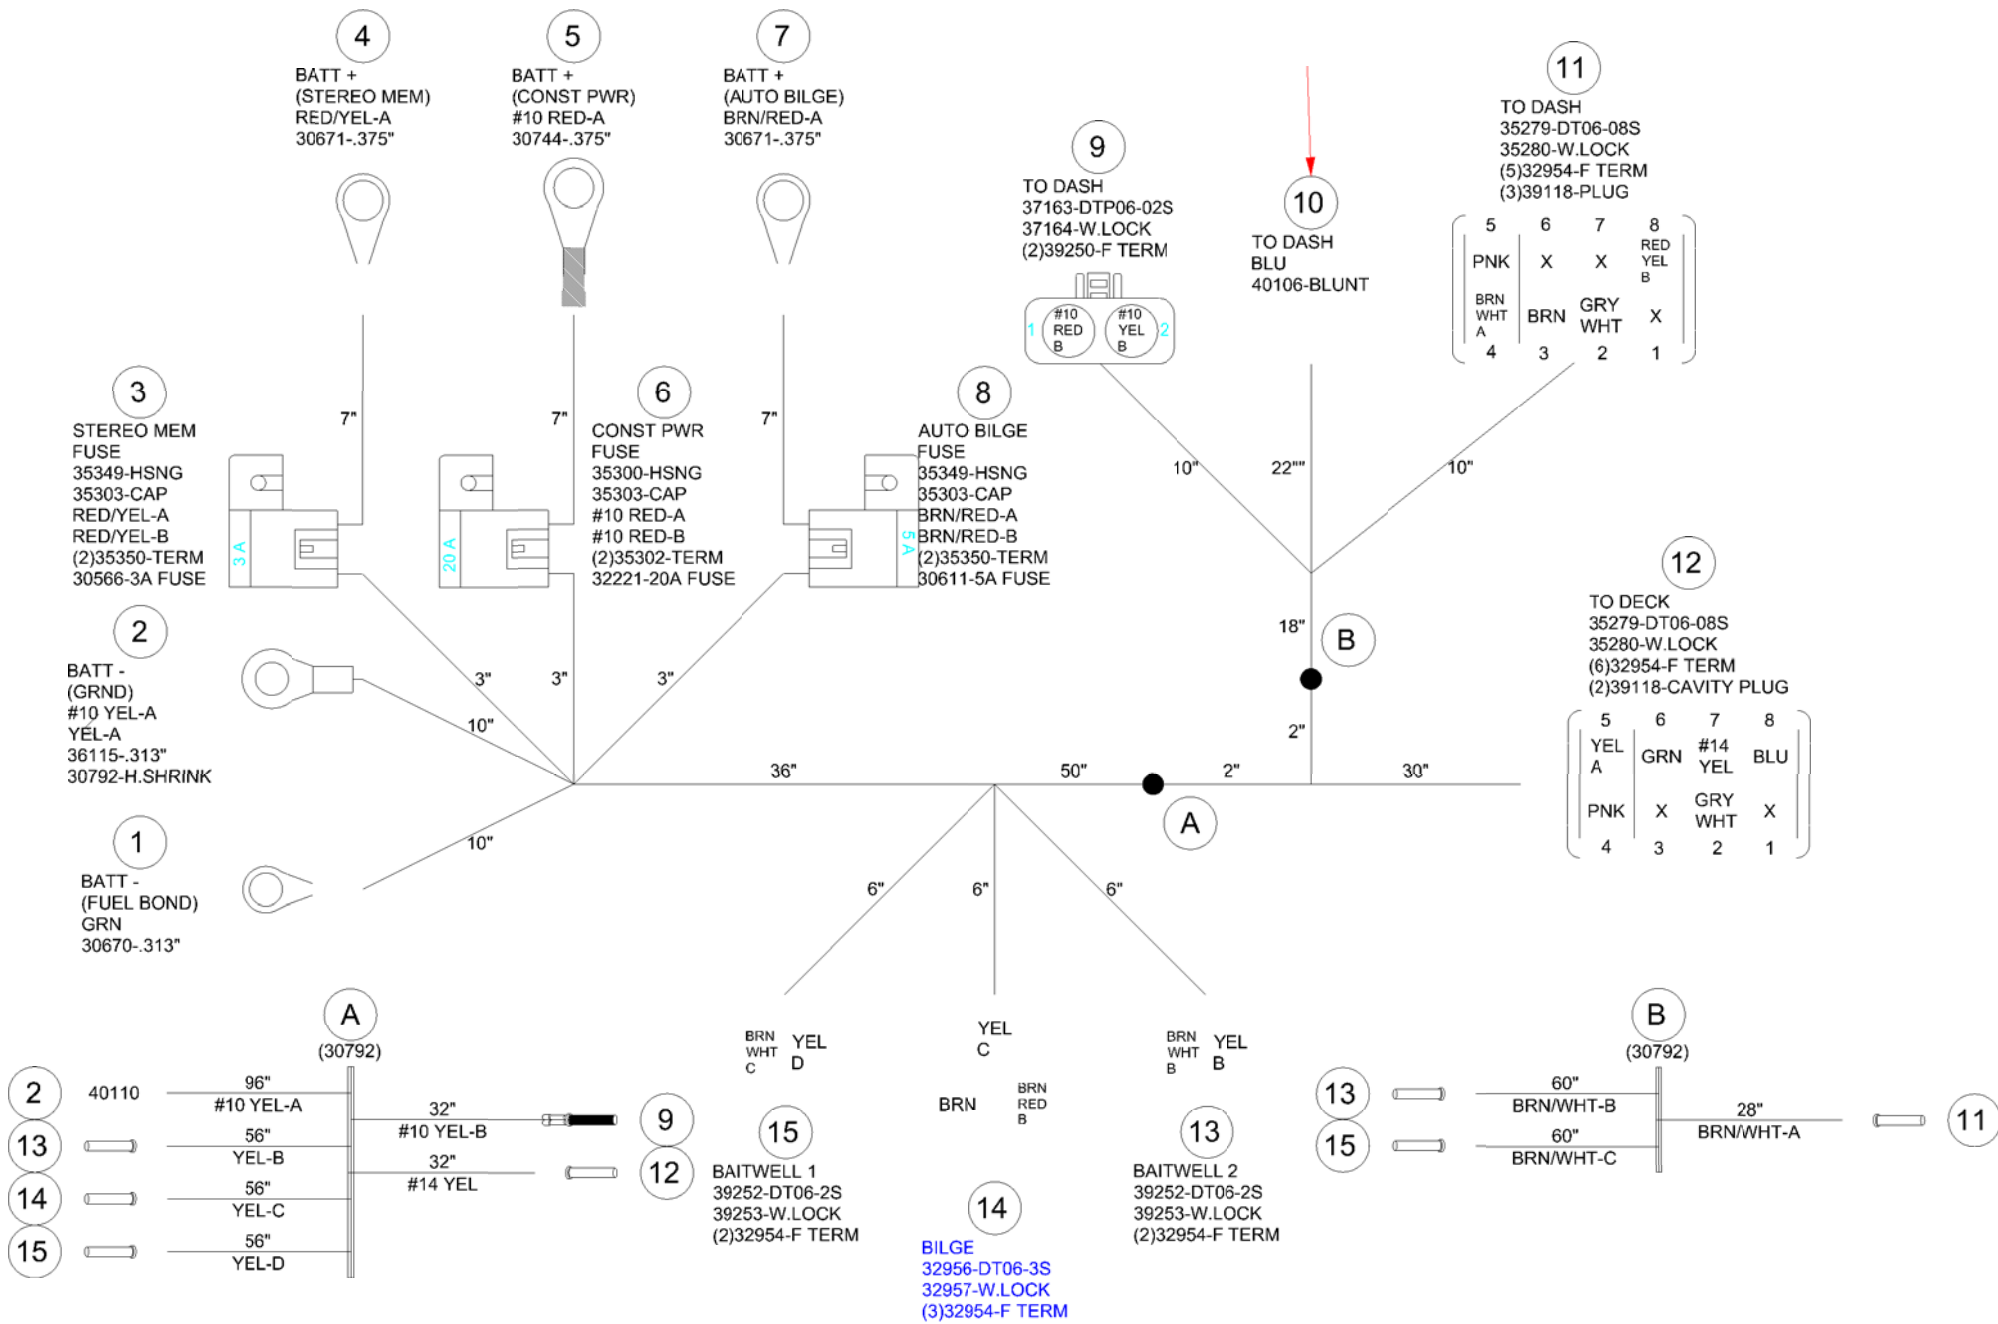 4
BATT +
(STEREO MEM)
RED/YEL-A
30671-.375"
5
BATT +
(CONST PWR)
#10 RED-A
30744-.375"
7
BATT +
(AUTO BILGE)
BRN/RED-A
30671-.375"
9
TO DASH
37163-DTP06-02S
37164-W.LOCK
(2)39250-F TERM
1
#10
RED
B
#10
YEL
B
2
10
TO DASH
BLU
40106-BLUNT
11
TO DASH
35279-DT06-08S
35280-W.LOCK
(5)32954-F TERM
(3)39118-PLUG
5 6 7 8
PNK X X RED
YEL
B
BRN
WHT
A
BRN
GRY
WHT
X
4 3 2 1
3
STEREO MEM
FUSE
35349-HSNG
35303-CAP
RED/YEL-A
RED/YEL-B
(2)35350-TERM
30566-3A FUSE
3 A
7"
6
CONST PWR
FUSE
35300-HSNG
35303-CAP
#10 RED-A
#10 RED-B
(2)35302-TERM
32221-20A FUSE
20 A
7"
8
AUTO BILGE
FUSE
35349-HSNG
35303-CAP
BRN/RED-A
BRN/RED-B
(2)35350-TERM
30611-5A FUSE
5 A
7"
10"
22""
10"
18"
B
2"
12
TO DECK
35279-DT06-08S
35280-W.LOCK
(6)32954-F TERM
(2)39118-CAVITY PLUG
5 6 7 8
YEL
A
GRN
#14
YEL
BLU
PNK
X
GRY
WHT
X
4 3 2 1
2
BATT -
(GRND)
#10 YEL-A
YEL-A
36115-.313"
30792-H.SHRINK
3"
3"
3"
10"
36"
50"
2"
30"
A
1
BATT -
(FUEL BOND)
GRN
30670-.313"
10"
6"
6"
6"
BRN
WHT
C
YEL
D
15
BAITWELL 1
39252-DT06-2S
39253-W.LOCK
(2)32954-F TERM
YEL
C
BRN
BRN
RED
B
14
BILGE
32956-DT06-3S
32957-W.LOCK
(3)32954-F TERM
BRN
WHT
B
YEL
B
13
BAITWELL 2
39252-DT06-2S
39253-W.LOCK
(2)32954-F TERM
A
(30792)
2
40110
96"
#10 YEL-A
13
56"
YEL-B
14
56"
YEL-C
15
56"
YEL-D
32"
#10 YEL-B
9
32"
#14 YEL
12
B
(30792)
13
60"
BRN/WHT-B
15
60"
BRN/WHT-C
28"
BRN/WHT-A
11